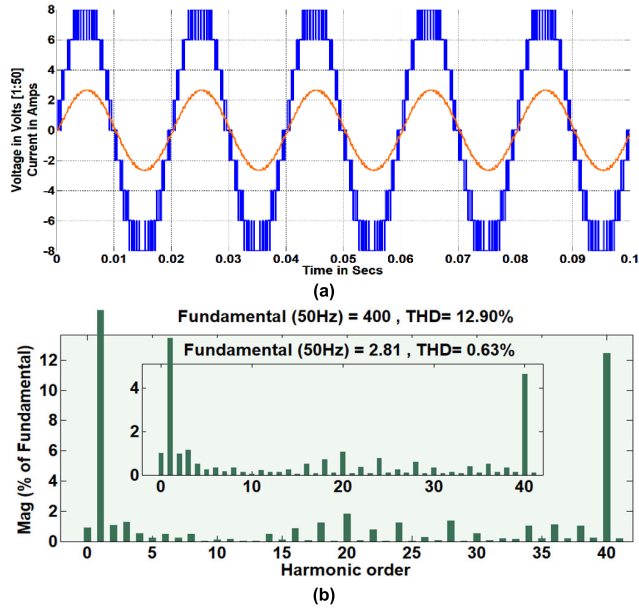 8
6
4
2
0
-2
-4
-6
-8
Voltage in Volts [1:50]
Current in Amps
0 0.01 0.02 0.03 0.04 0.05 0.06 0.07 0.08 0.09 0.1
Time in Secs
(a)
Fundamental (50Hz) = 400 , THD= 12.90%
Fundamental (50Hz) = 2.81 , THD= 0.63%
4
2
0
0 10 20 30 40
12
10
8
6
4
2
0
Mag (% of Fundamental)
0 5 10 15 20 25 30 35 40
Harmonic order
(b)